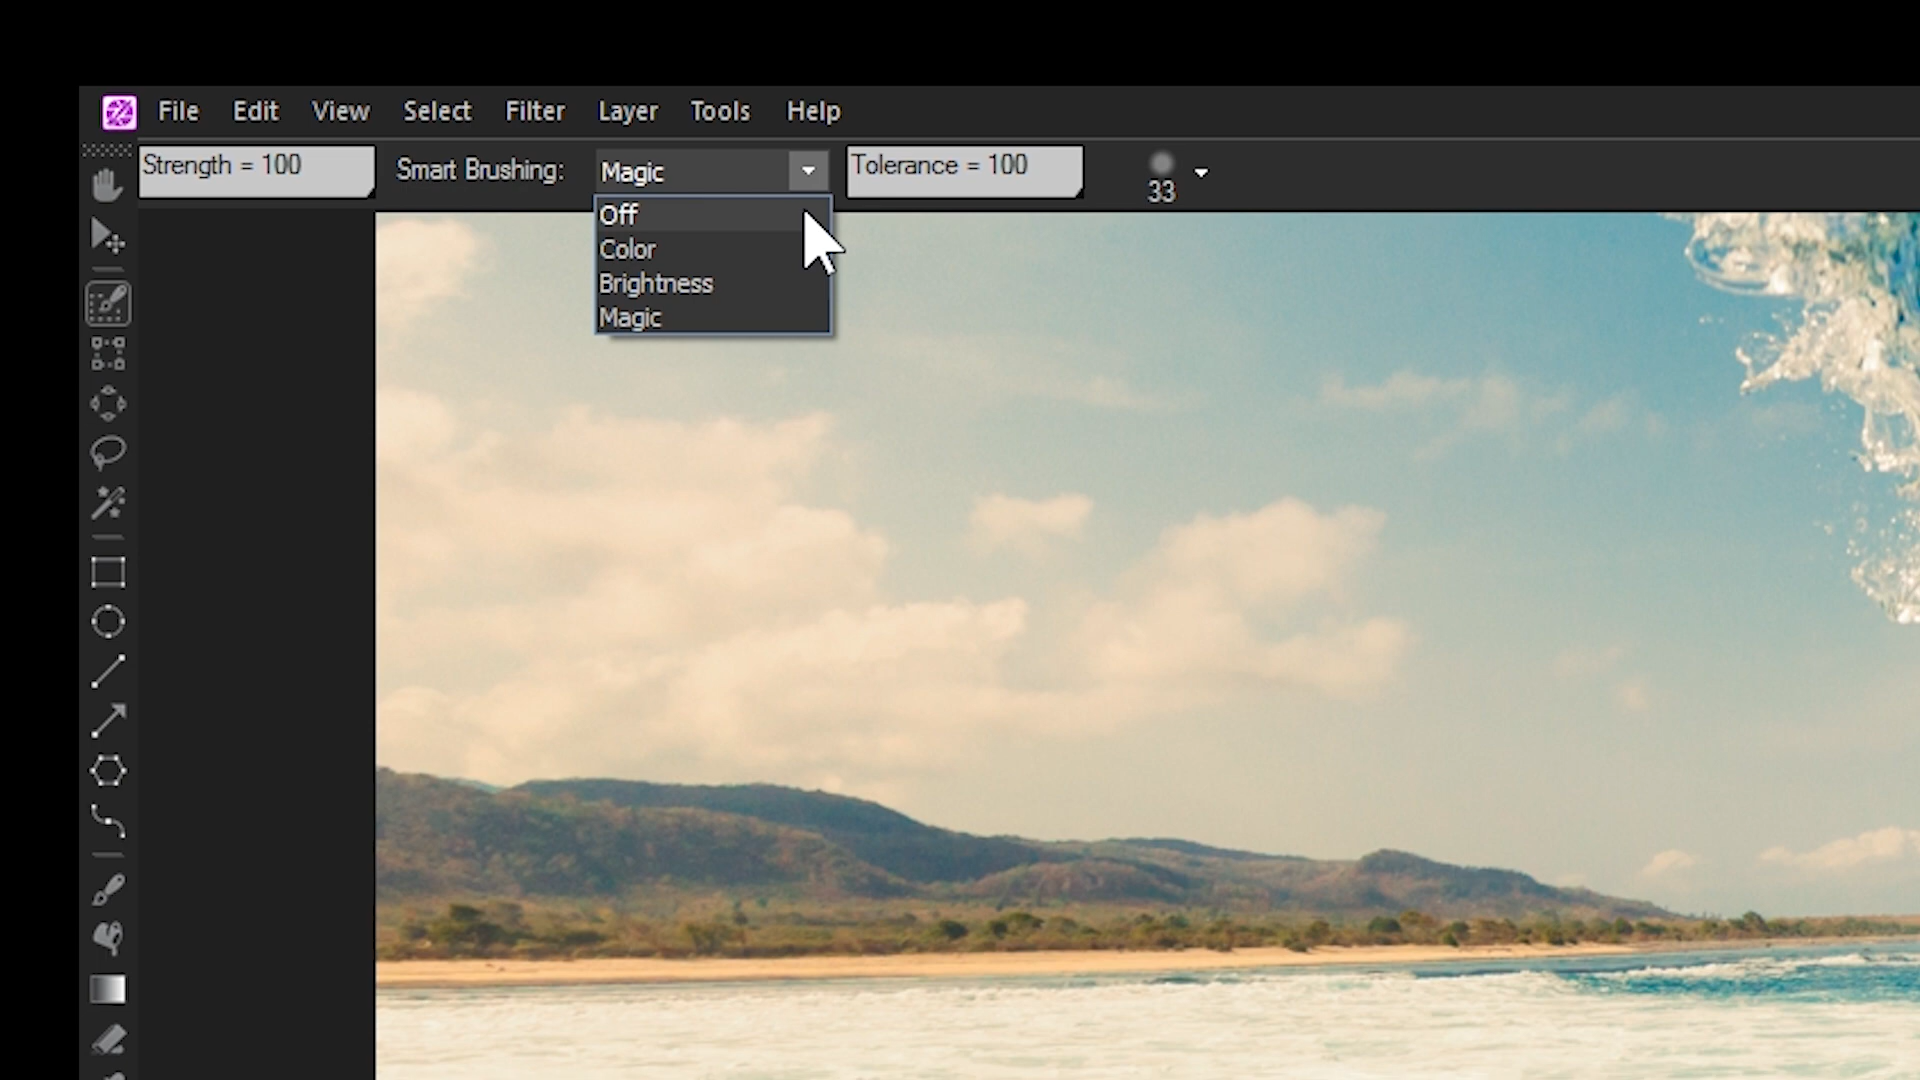 File Edit View Select Filter Layer Tools Help
Strength = 100 Smart Brushing: Magic Tolerance = 100 33
Off
Color
Brightness
Magic